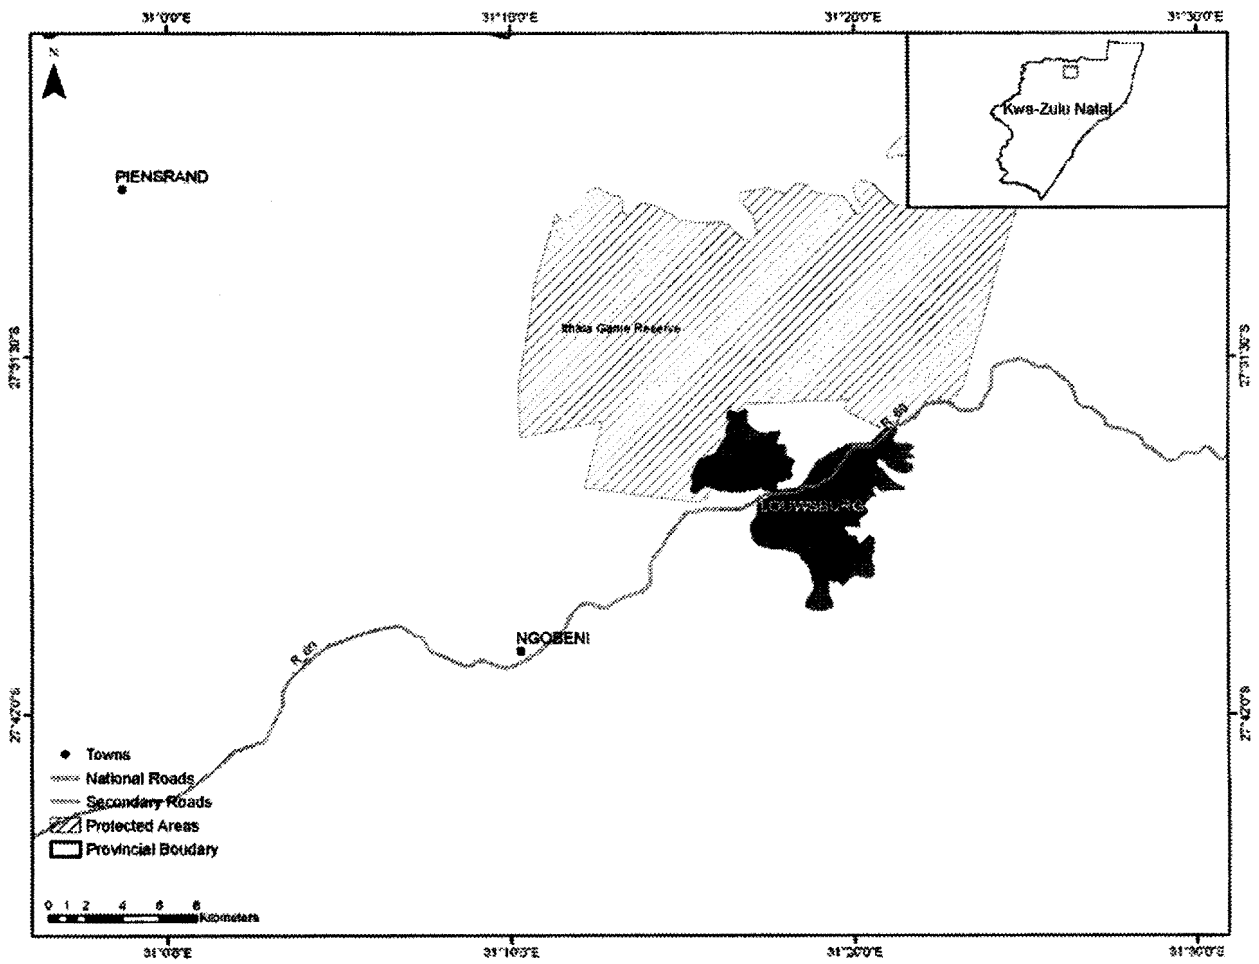 31°0'0"E
31°10'0"E
31°20'0"E
31°30'0"E
N
Kwa-Zulu Natal
PIENSRAND
Ithala Game Reserve
27°31'30"S
27°31'30"S
R_69
LOUWSBURG
NGOBENI
R_69
27°42'0"S
27°42'0"S
Towns
National Roads
Secondary Roads
Protected Areas
Provincial Boudary
0 1 2 4 6 8
Kilometers
31°0'0"E
31°10'0"E
31°20'0"E
31°30'0"E